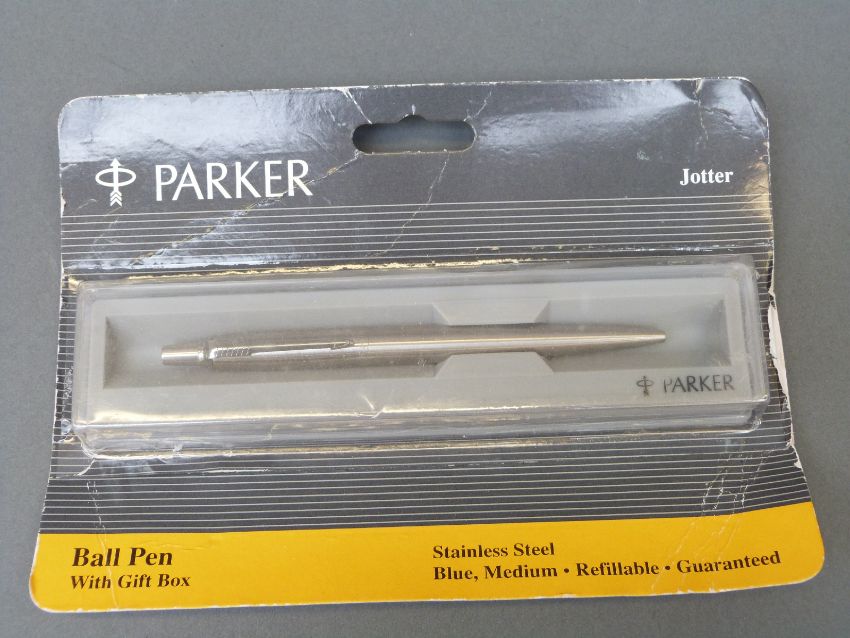 PARKER
Jotter
PARKER
Ball Pen
With Gift Box
Stainless Steel
Blue, Medium • Refillable • Guaranteed